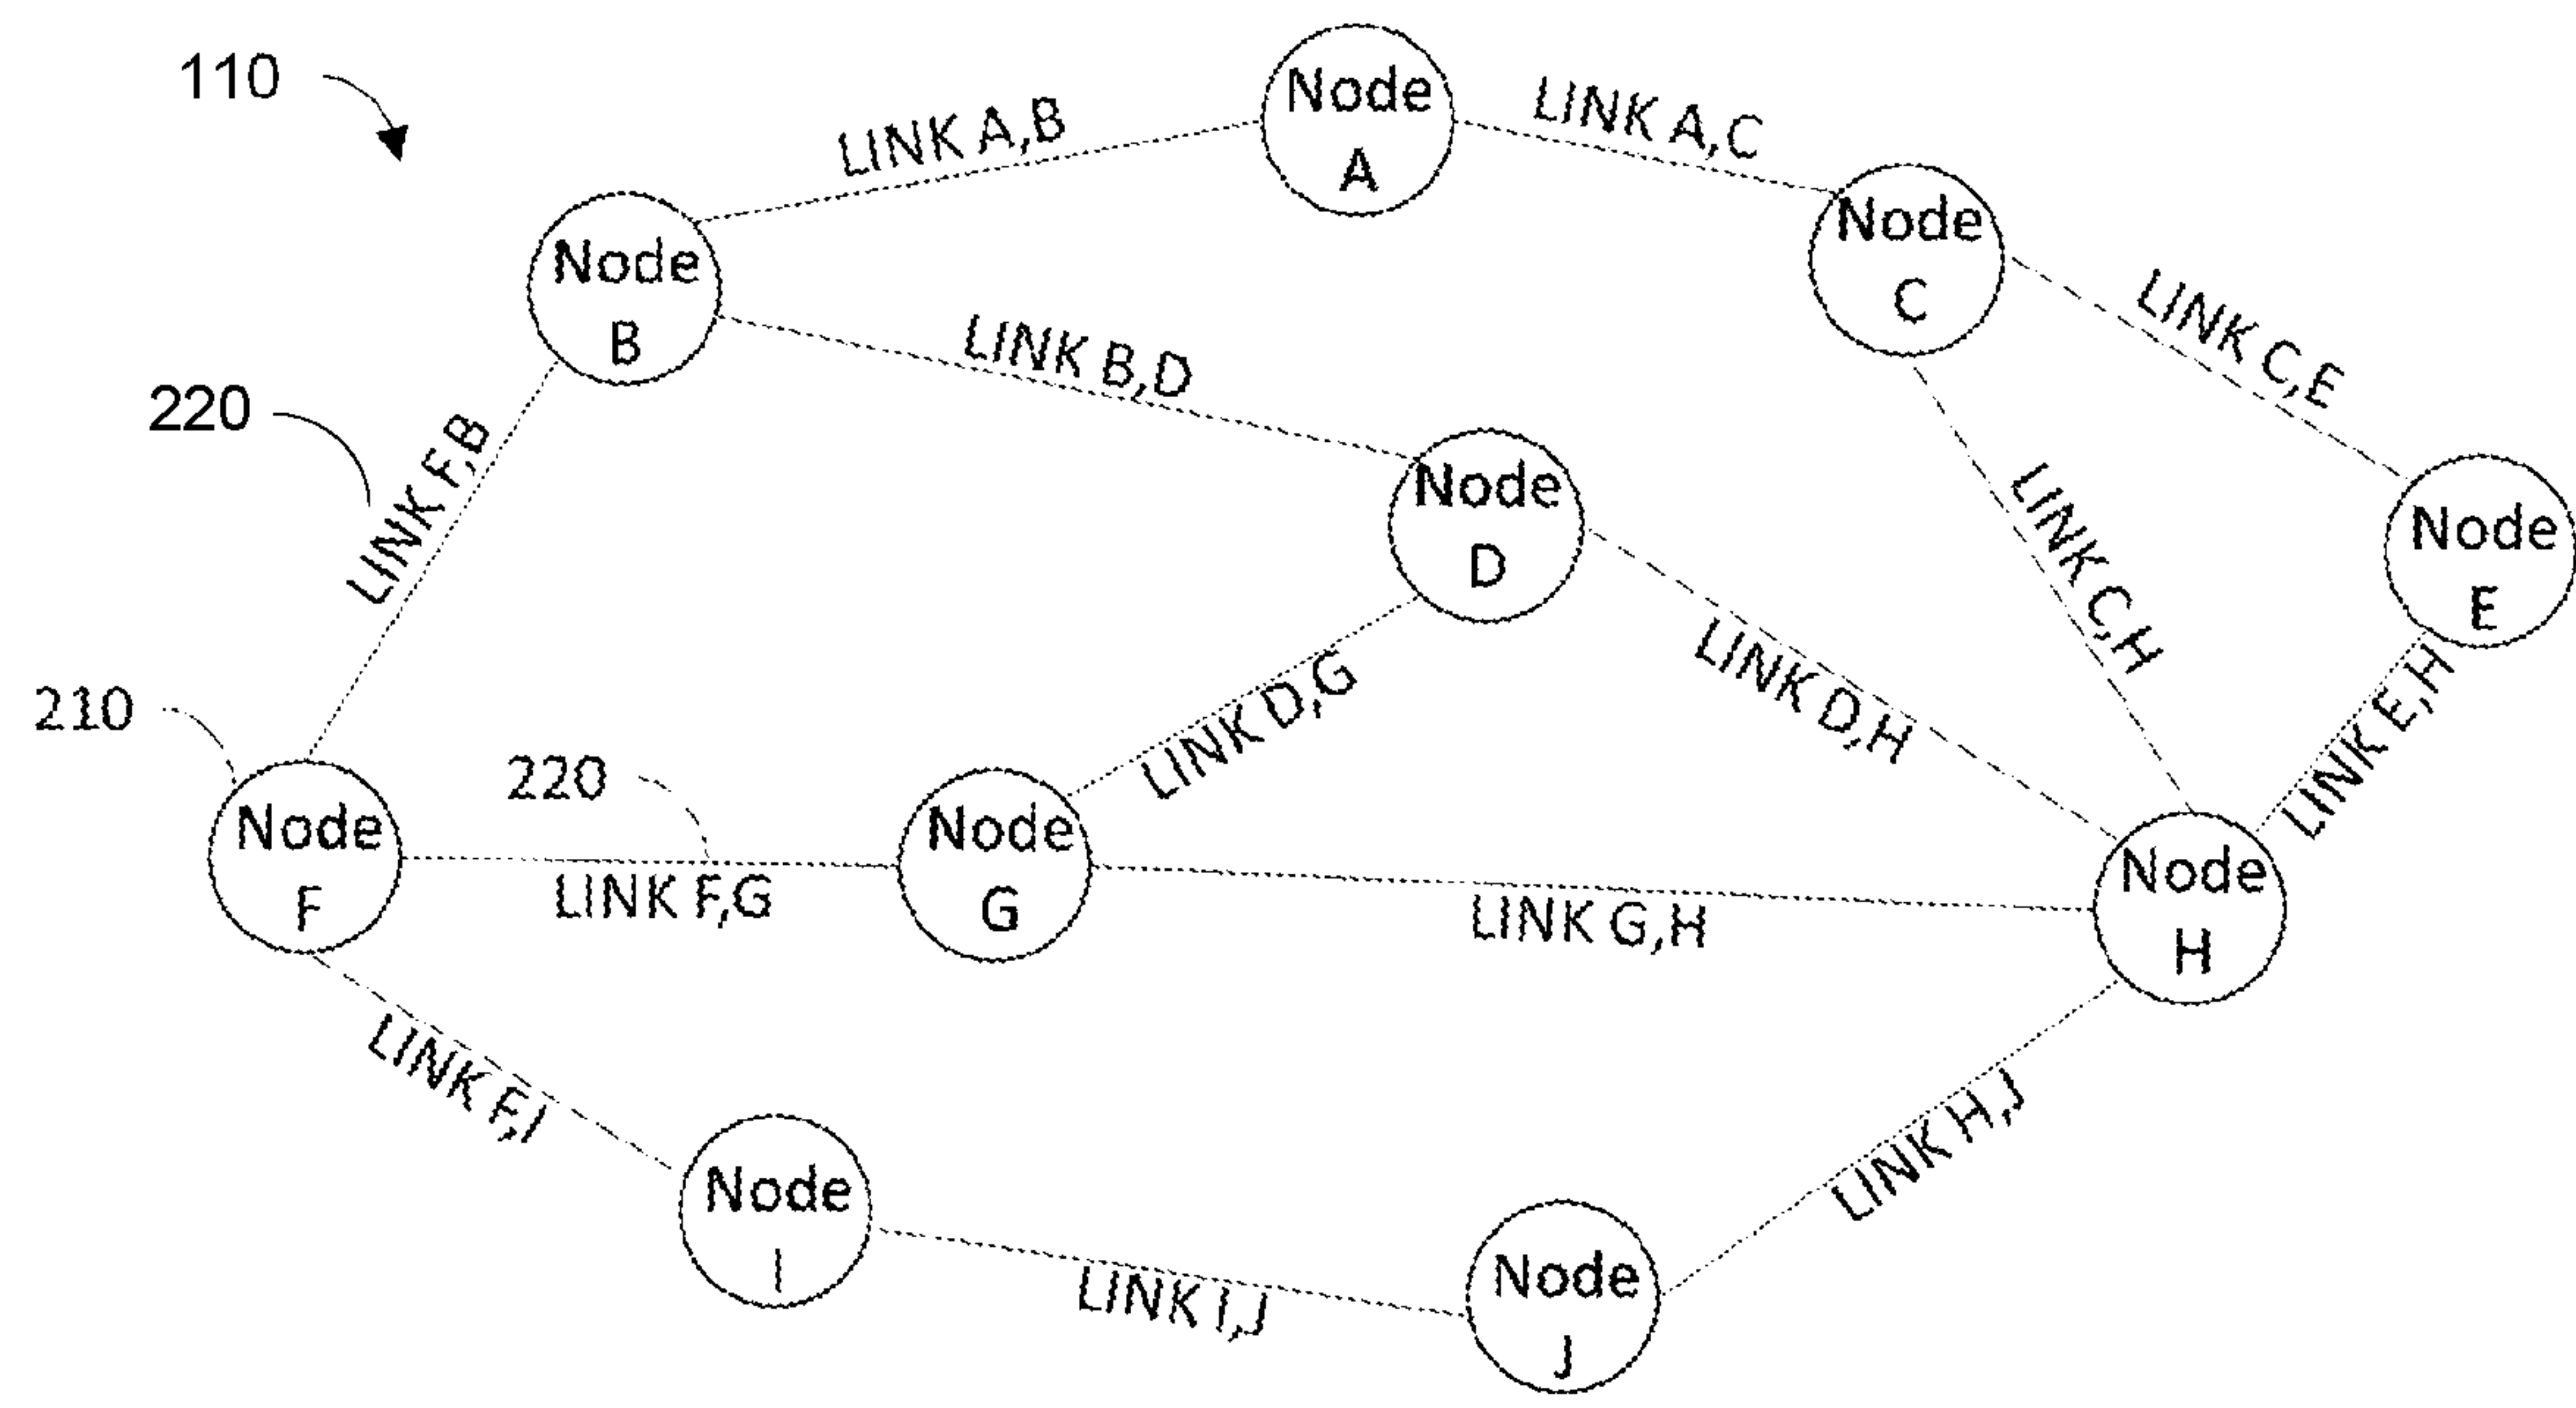 110
Node
A
LINK A,B
LINK A,C
Node
B
Node
C
LINK B,D
LINK C,E
220
LINK F,B
Node
D
LINK C,H
Node
E
210
LINK D,G
LINK D,H
LINK E,H
220
Node
F
LINK F,G
Node
G
LINK G,H
Node
H
LINK F,I
LINK H,J
Node
I
LINK I,J
Node
J